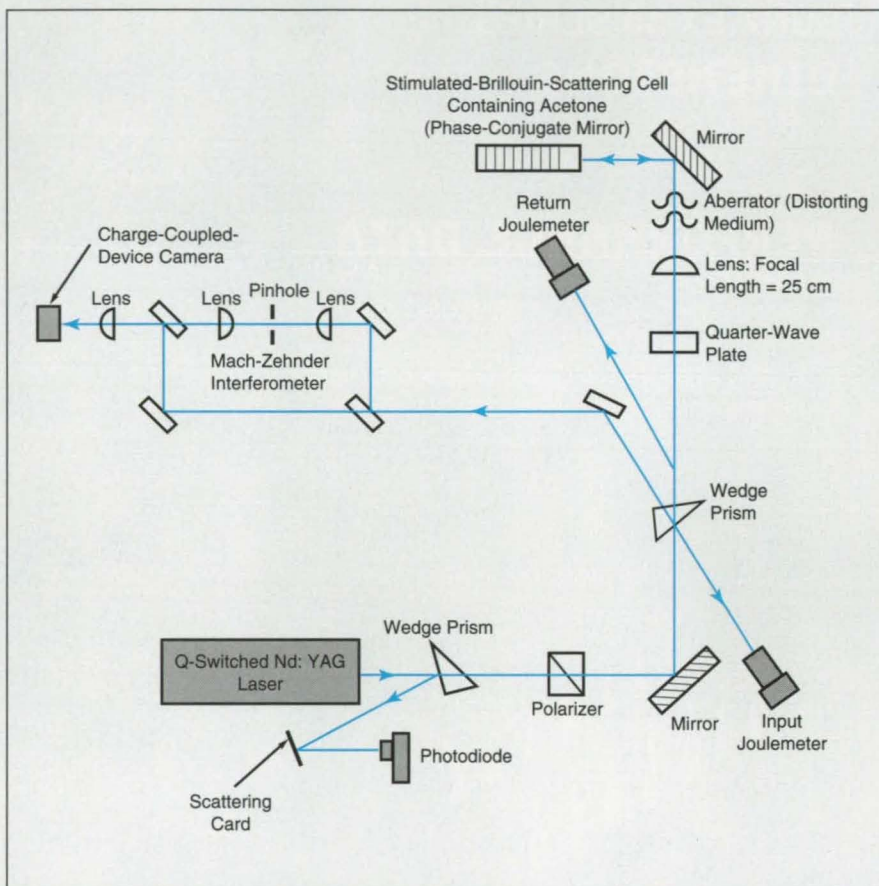 Stimulated-Brillouin-Scattering Cell
Containing Acetone
(Phase-Conjugate Mirror)
Mirror
Return
Joulemeter
Aberrator (Distorting
Medium)
Charge-Coupled-
Device Camera
Lens: Focal
Length = 25 cm
Lens
Lens
Pinhole
Lens
Quarter-Wave
Plate
Mach-Zehnder
Interferometer
Wedge
Prism
Wedge Prism
Q-Switched Nd: YAG
Laser
Polarizer
Mirror
Input
Joulemeter
Photodiode
Scattering
Card